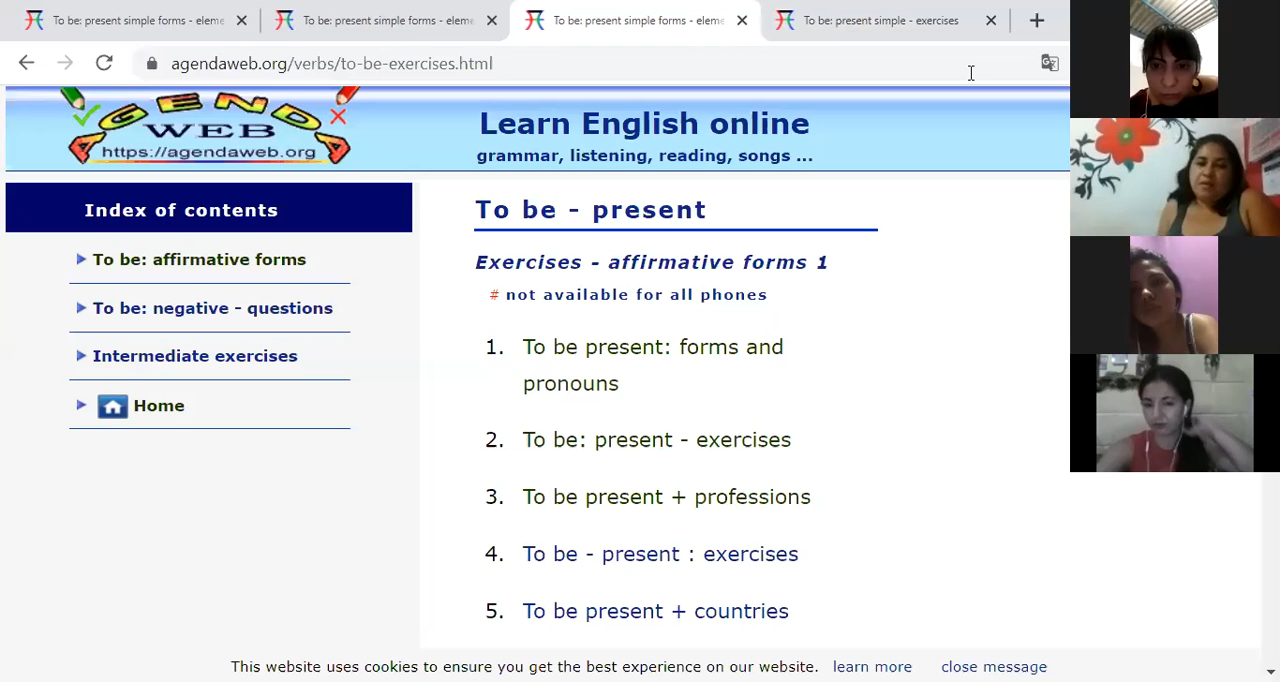 To be: present simple forms - eleme
To be: present simple forms - eleme
To be: present simple forms - eleme
To be: present simple - exercises
agendaweb.org/verbs/to-be-exercises.html
AGENDA
WEB
https://agendaweb.org
Learn English online
grammar, listening, reading, songs ...
Index of contents
To be: affirmative forms
To be: negative - questions
Intermediate exercises
Home
To be - present
Exercises - affirmative forms 1
# not available for all phones
1. To be present: forms and
pronouns
2. To be: present - exercises
3. To be present + professions
4. To be - present : exercises
5. To be present + countries
This website uses cookies to ensure you get the best experience on our website. learn more close message